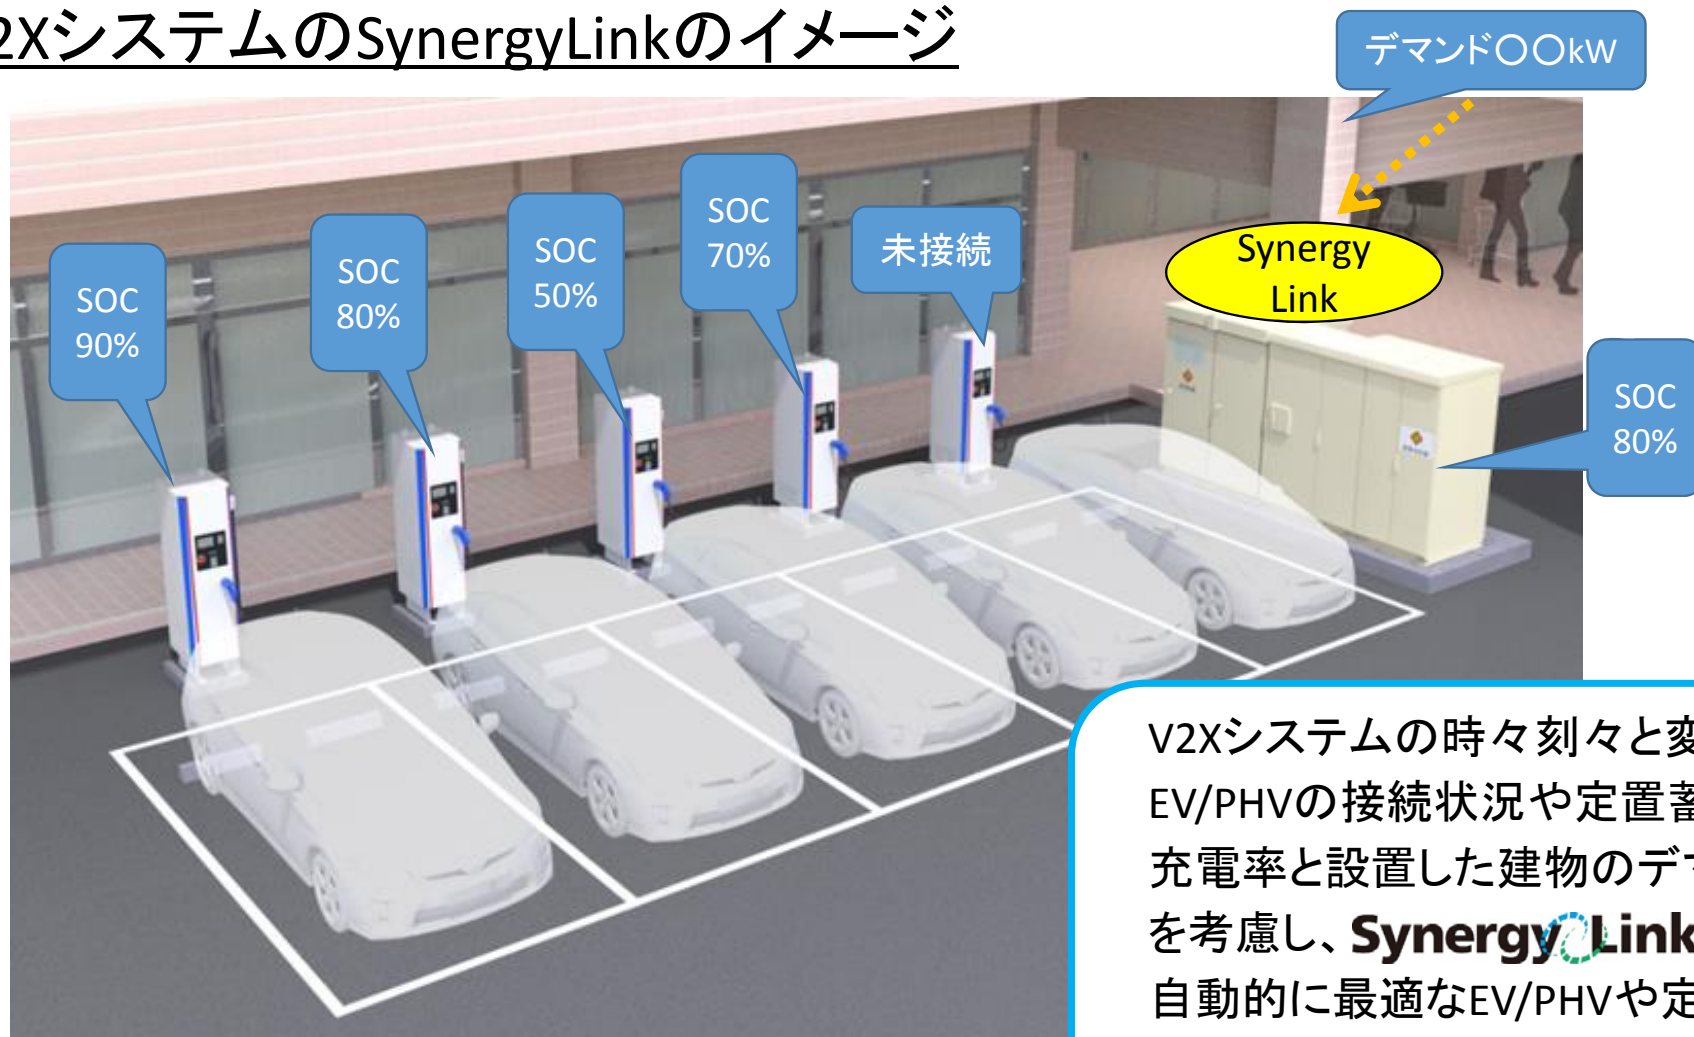 2XシステムのSynergyLinkのイメージ
デマンド〇〇kW
SOC
90%
SOC
80%
SOC
50%
SOC
70%
未接続
Synergy
Link
SOC
80%
V2Xシステムの時々刻々と変
EV/PHVの接続状況や定置蓄
充電率と設置した建物のデマ
を考慮し、Synergy Link
自動的に最適なEV/PHVや定